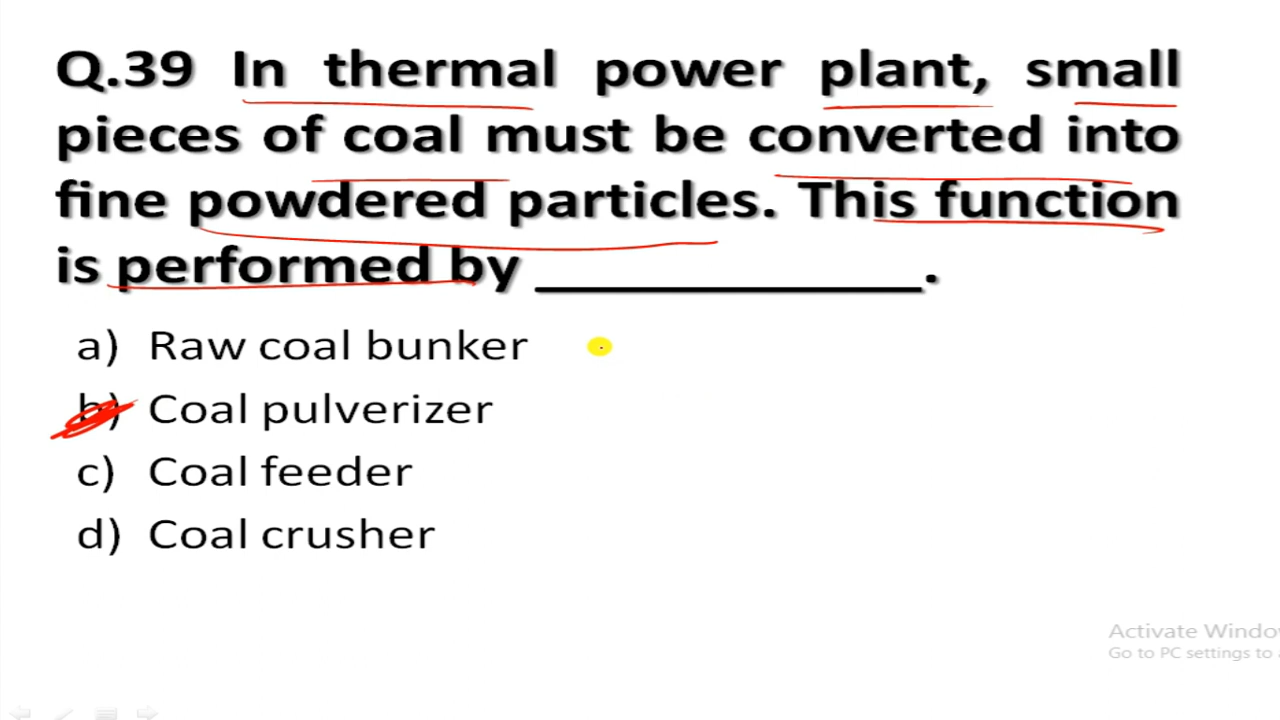 Q.39 In thermal power plant, small
pieces of coal must be converted into
fine powdered particles. This function
is performed by ______________.
a) Raw coal bunker
b) Coal pulverizer
c) Coal feeder
d) Coal crusher
Activate Windo
Go to PC settings to a